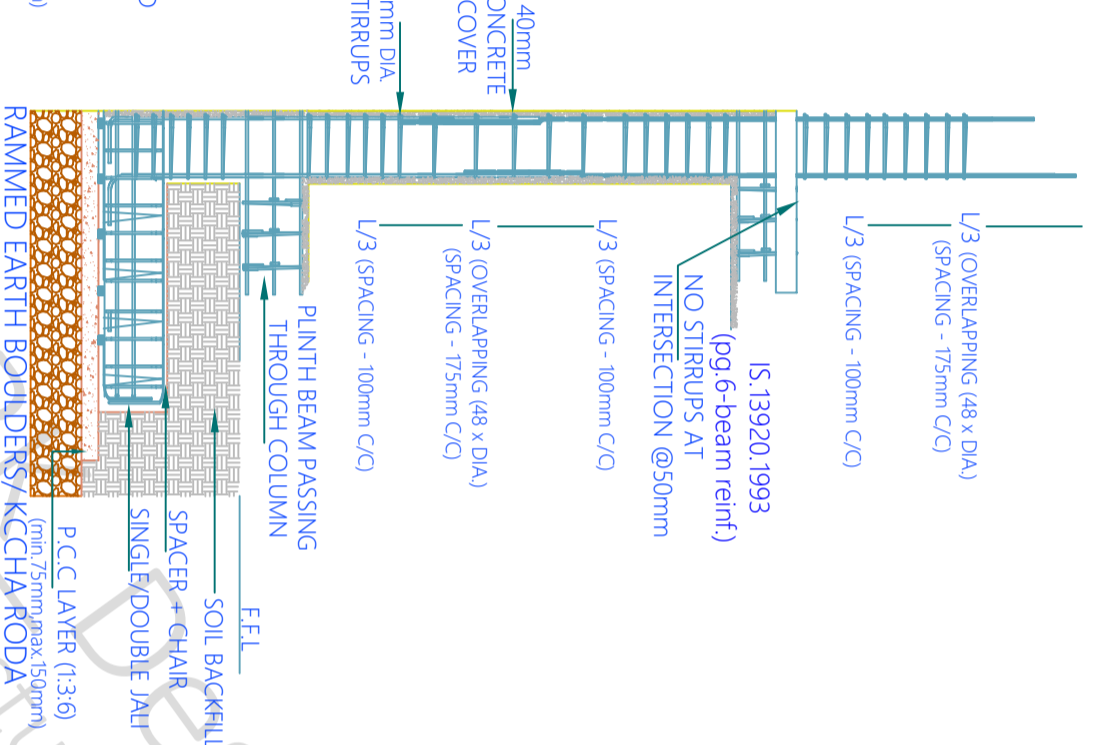 40mm
ONCRETE
COVER
mm DIA.
TIRRUPS
L/3 (OVERLAPPING (48 x DIA.)
(SPACING - 175mm C/C)
L/3 (SPACING - 100mm C/C)
IS.13920.1993
(pg.6-beam reinf.)
NO STIRRUPS AT
INTERSECTION @50mm
L/3 (SPACING - 100mm C/C)
L/3 (OVERLAPPING (48 x DIA.)
(SPACING - 175mm C/C)
L/3 (SPACING - 100mm C/C)
PLINTH BEAM PASSING
THROUGH COLUMN
F.F.L
SOIL BACKFILL
SPACER + CHAIR
SINGLE/DOUBLE JALI
P.C.C LAYER (1:3:6)
(min.75mm,max.150mm)
RAMMED EARTH BOULDERS/ KCCHA RODA